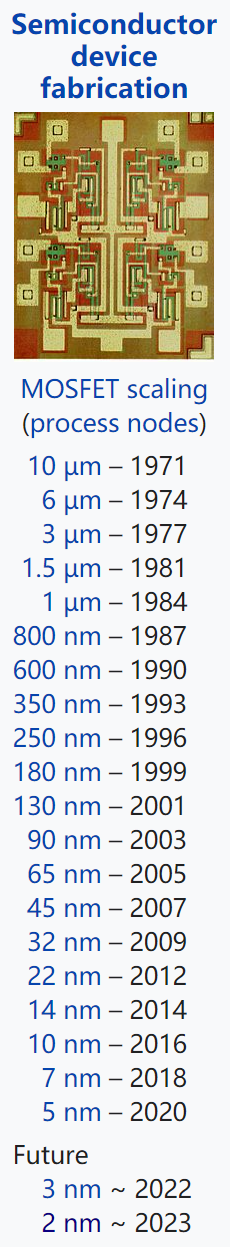 Semiconductor
device
fabrication
MOSFET scaling
(process nodes)
10 μm – 1971
6 μm – 1974
3 μm – 1977
1.5 μm – 1981
1 μm – 1984
800 nm – 1987
600 nm – 1990
350 nm – 1993
250 nm – 1996
180 nm – 1999
130 nm – 2001
90 nm – 2003
65 nm – 2005
45 nm – 2007
32 nm – 2009
22 nm – 2012
14 nm – 2014
10 nm – 2016
7 nm – 2018
5 nm – 2020
Future
3 nm ~ 2022
2 nm ~ 2023